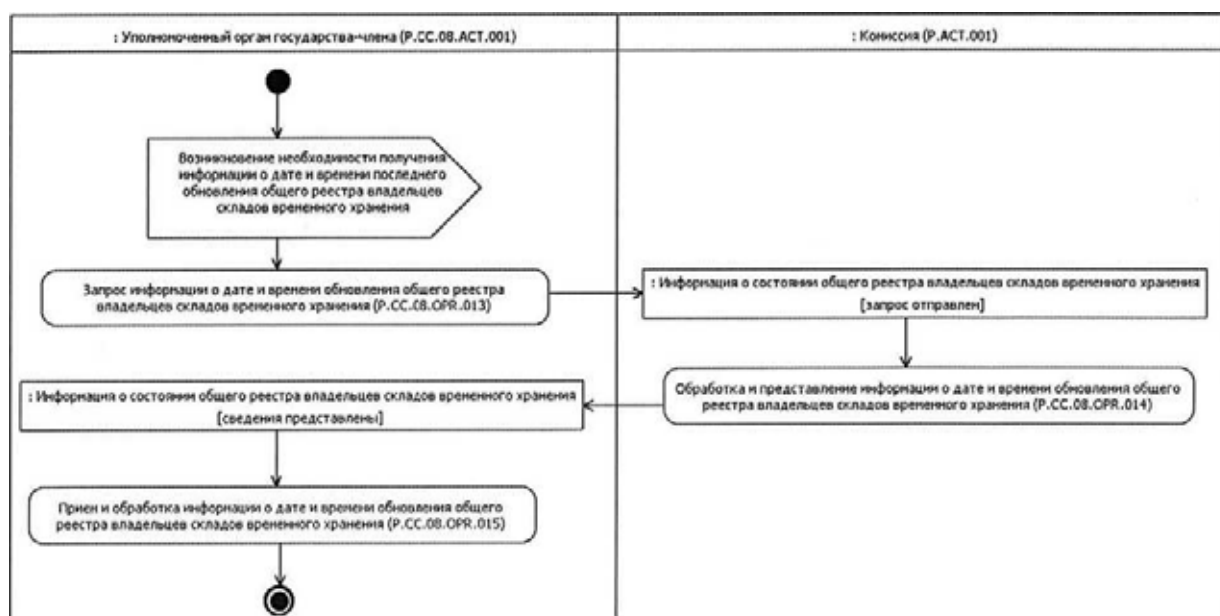 : Уполномоченный орган государства-члена (P.CC.08.ACT.001)
: Комиссия (P.ACT.001)
Возникновение необходимости получения
информации о дате и времени последнего
обновления общего реестра владельцев
складов временного хранения
Запрос информации о дате и времени обновления общего реестра
владельцев складов временного хранения (P.CC.08.OPR.013)
: Информация о состоянии общего реестра владельцев складов временного хранения
[запрос отправлен]
Обработка и представление информации о дате и времени обновления общего
реестра владельцев складов временного хранения (P.CC.08.OPR.014)
: Информация о состоянии общего реестра владельцев складов временного хранения
[сведения представлены]
Прием и обработка информации о дате и времени обновления общего
реестра владельцев складов временного хранения (P.CC.08.OPR.015)